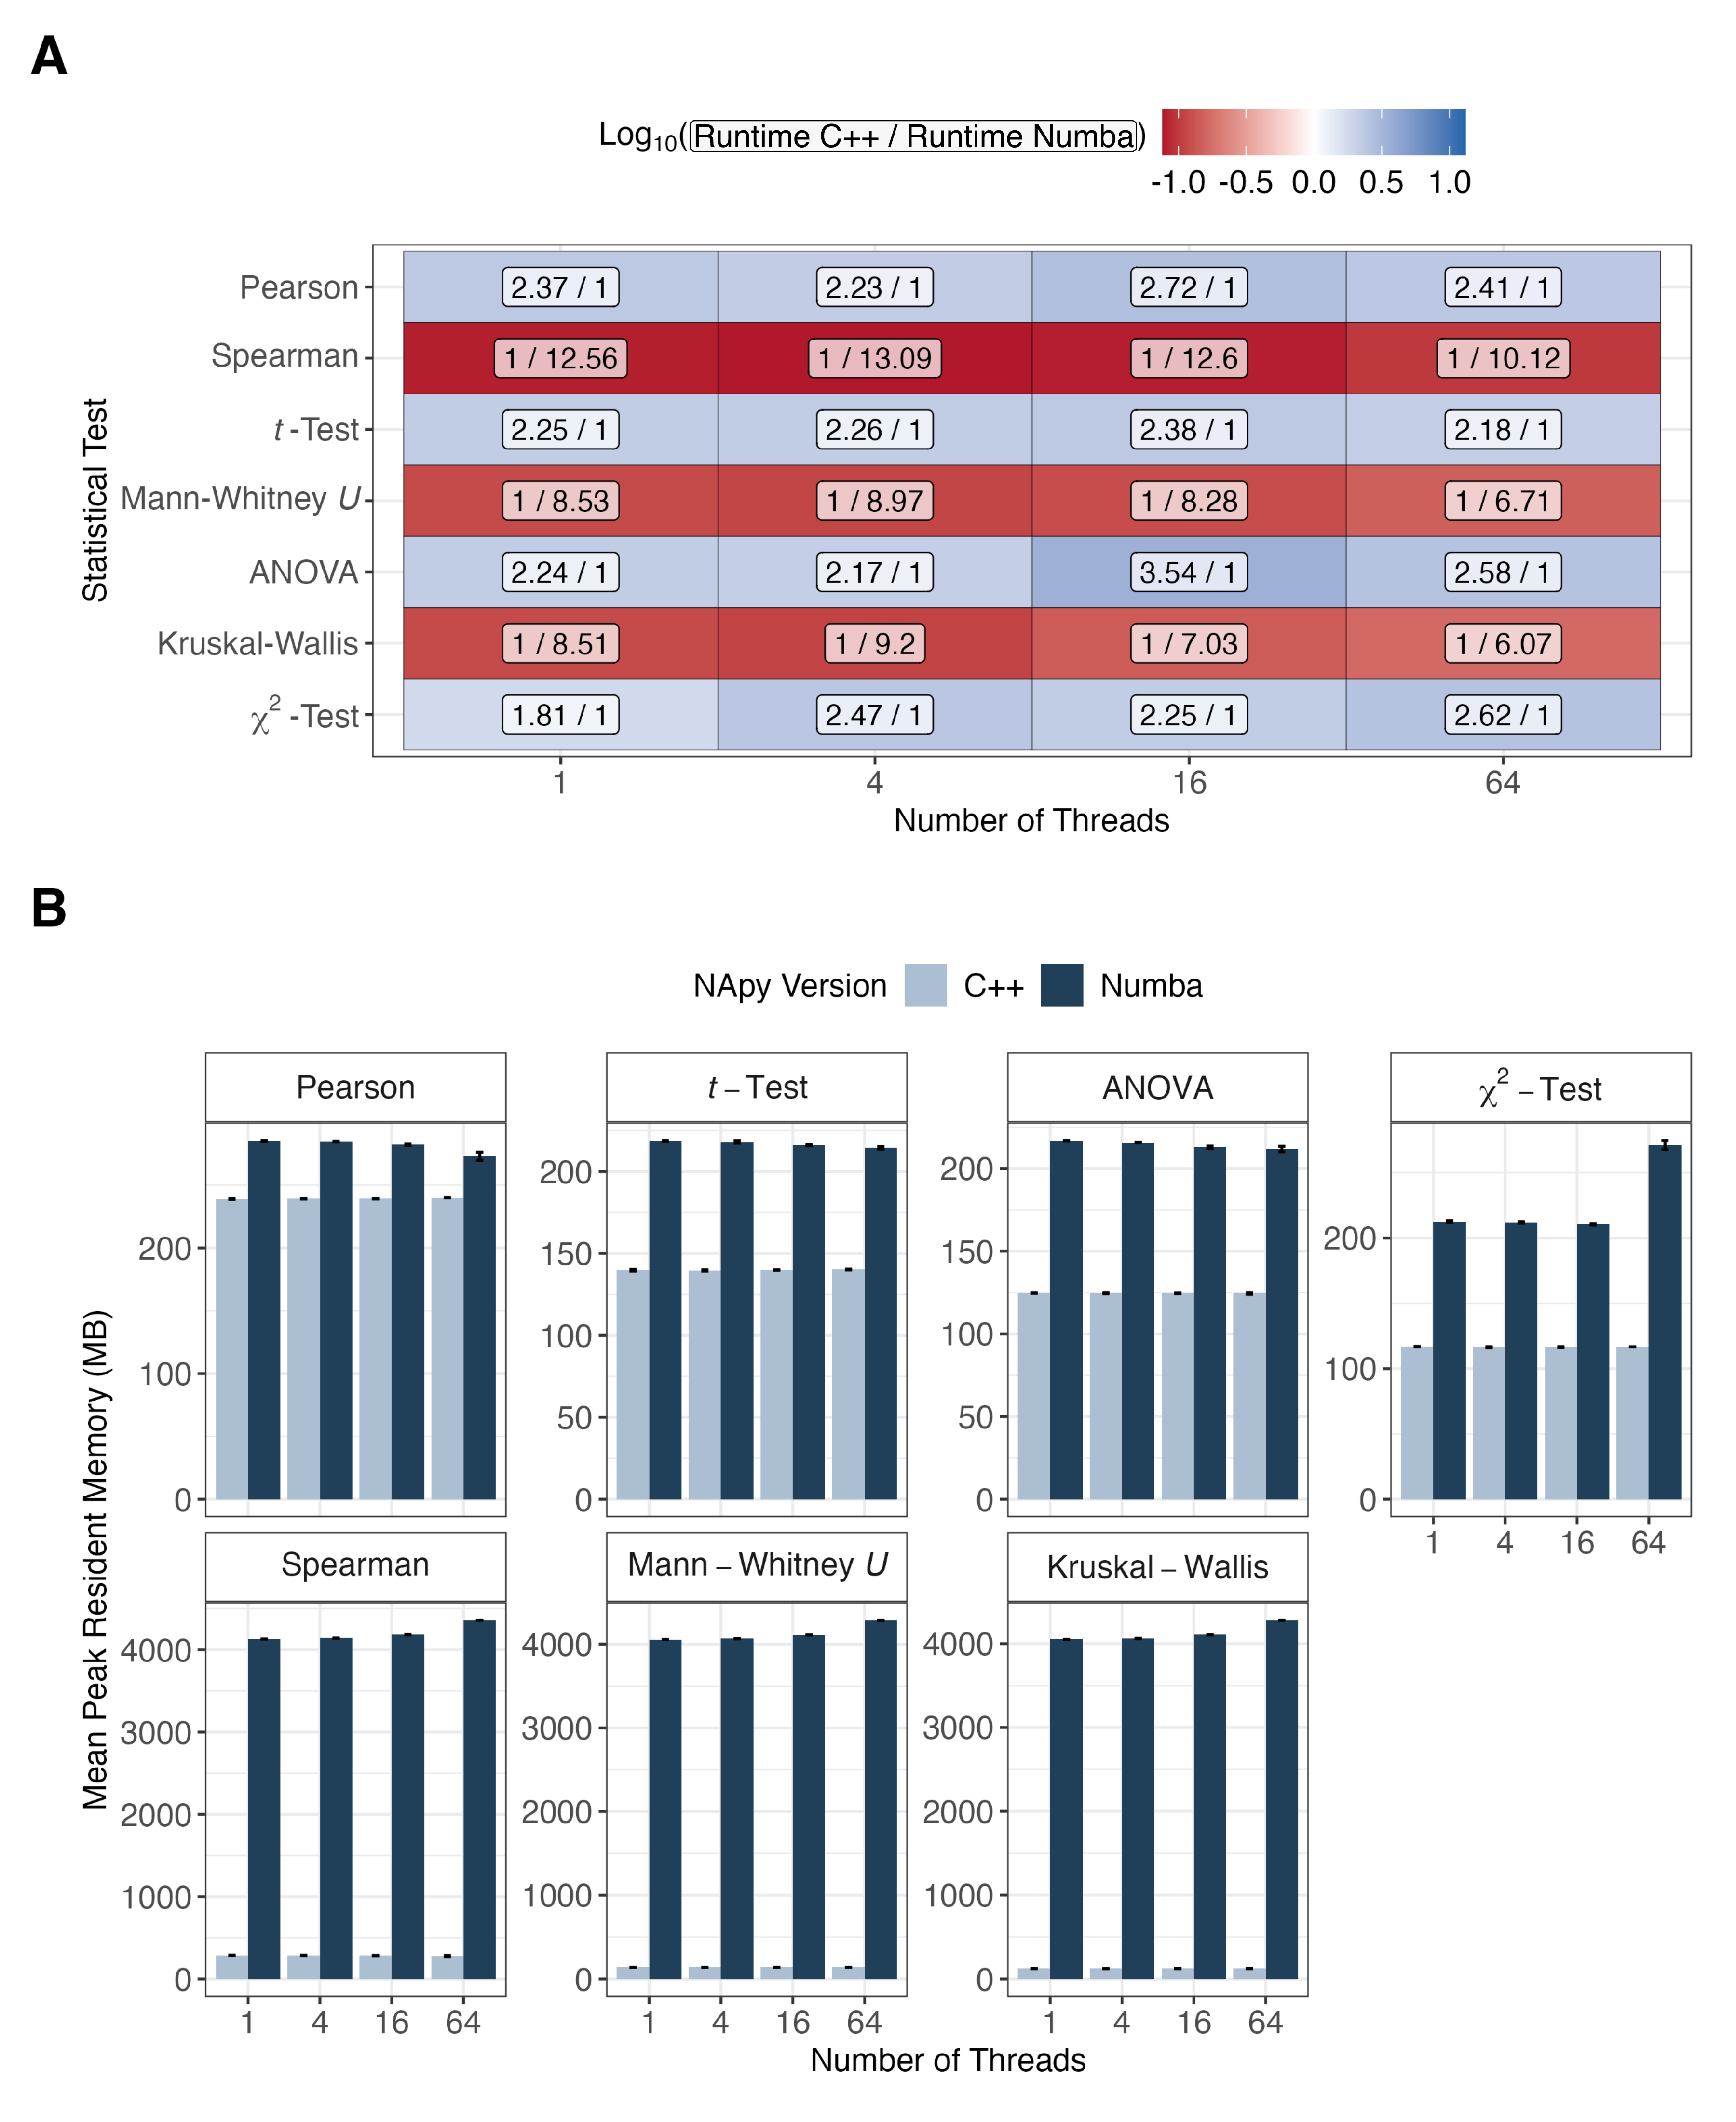 A
Log10(Runtime C++ / Runtime Numba)
-1.0 -0.5 0.0 0.5 1.0
Statistical Test
Pearson 2.37 / 1 2.23 / 1 2.72 / 1 2.41 / 1
Spearman 1 / 12.56 1 / 13.09 1 / 12.6 1 / 10.12
t -Test 2.25 / 1 2.26 / 1 2.38 / 1 2.18 / 1
Mann-Whitney U 1 / 8.53 1 / 8.97 1 / 8.28 1 / 6.71
ANOVA 2.24 / 1 2.17 / 1 3.54 / 1 2.58 / 1
Kruskal-Wallis 1 / 8.51 1 / 9.2 1 / 7.03 1 / 6.07
χ² -Test 1.81 / 1 2.47 / 1 2.25 / 1 2.62 / 1
1 4 16 64
Number of Threads
B
NApy Version C++ Numba
Mean Peak Resident Memory (MB)
Pearson
200
100
0
t – Test
200
150
100
50
0
ANOVA
200
150
100
50
0
χ² – Test
200
100
0
1 4 16 64
Spearman
4000
3000
2000
1000
0
1 4 16 64
Mann – Whitney U
4000
3000
2000
1000
0
1 4 16 64
Kruskal – Wallis
4000
3000
2000
1000
0
1 4 16 64
Number of Threads